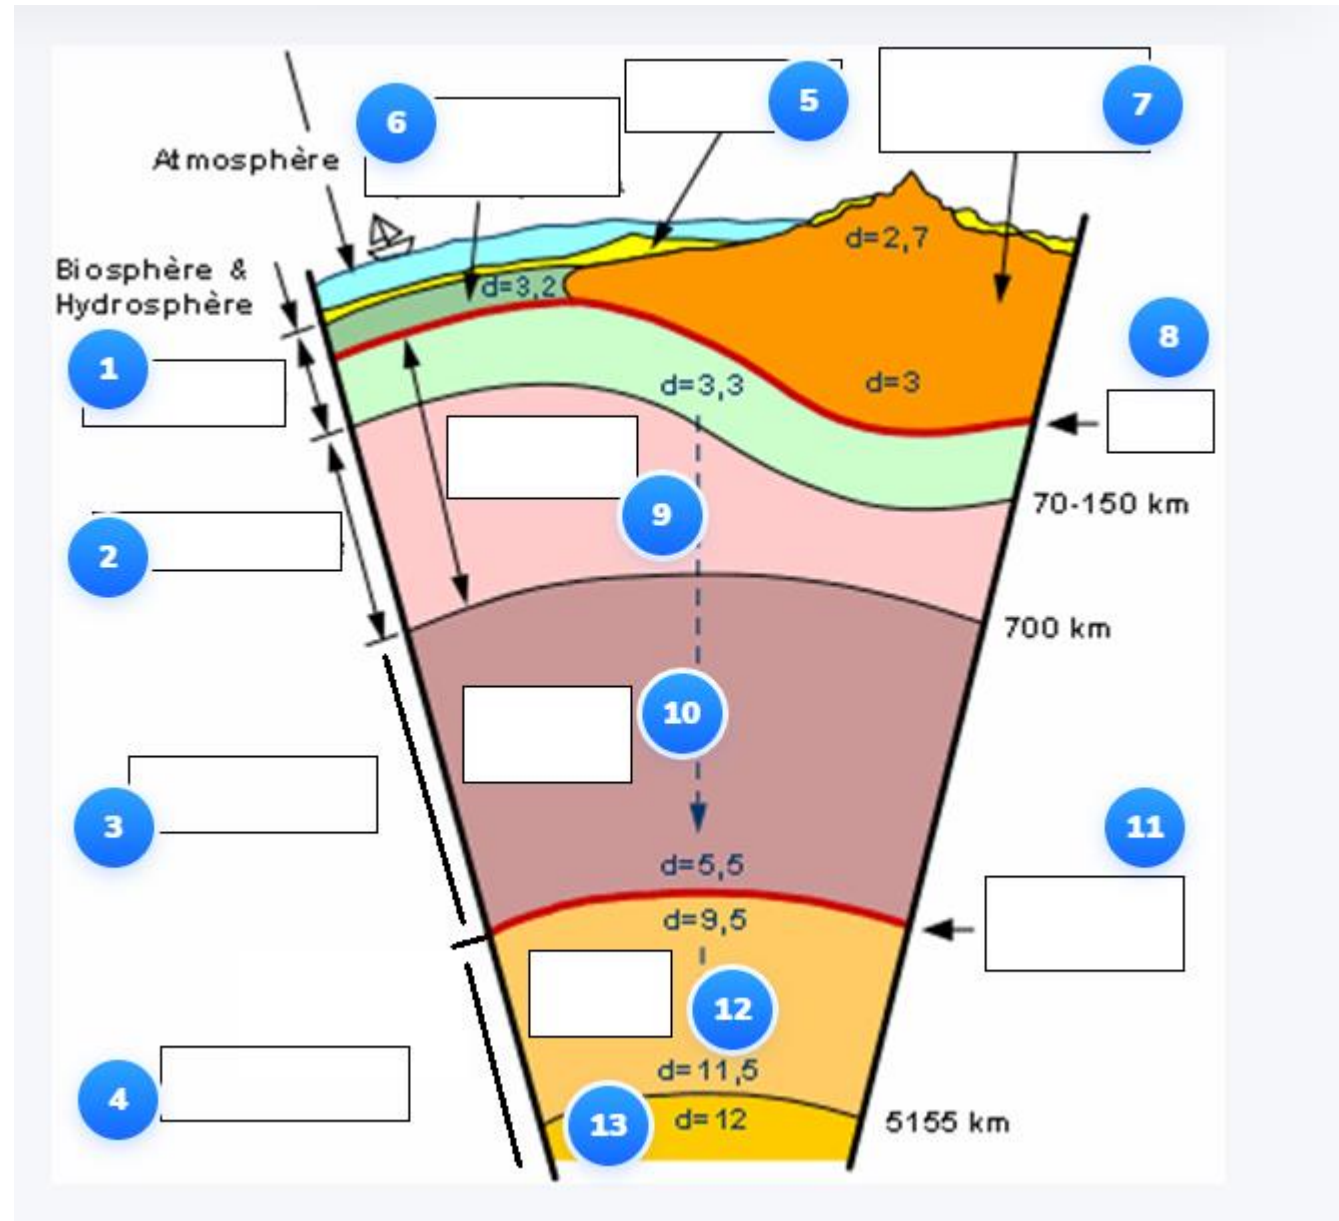 6
5
7
Atmosphère
d=2,7
Biosphère &
Hydrosphère
d=3,2
1
8
d=3,3
d=3
9
70-150 km
2
700 km
10
3
11
d=5,5
d=9,5
12
4
d=11,5
13
d=12
5155 km